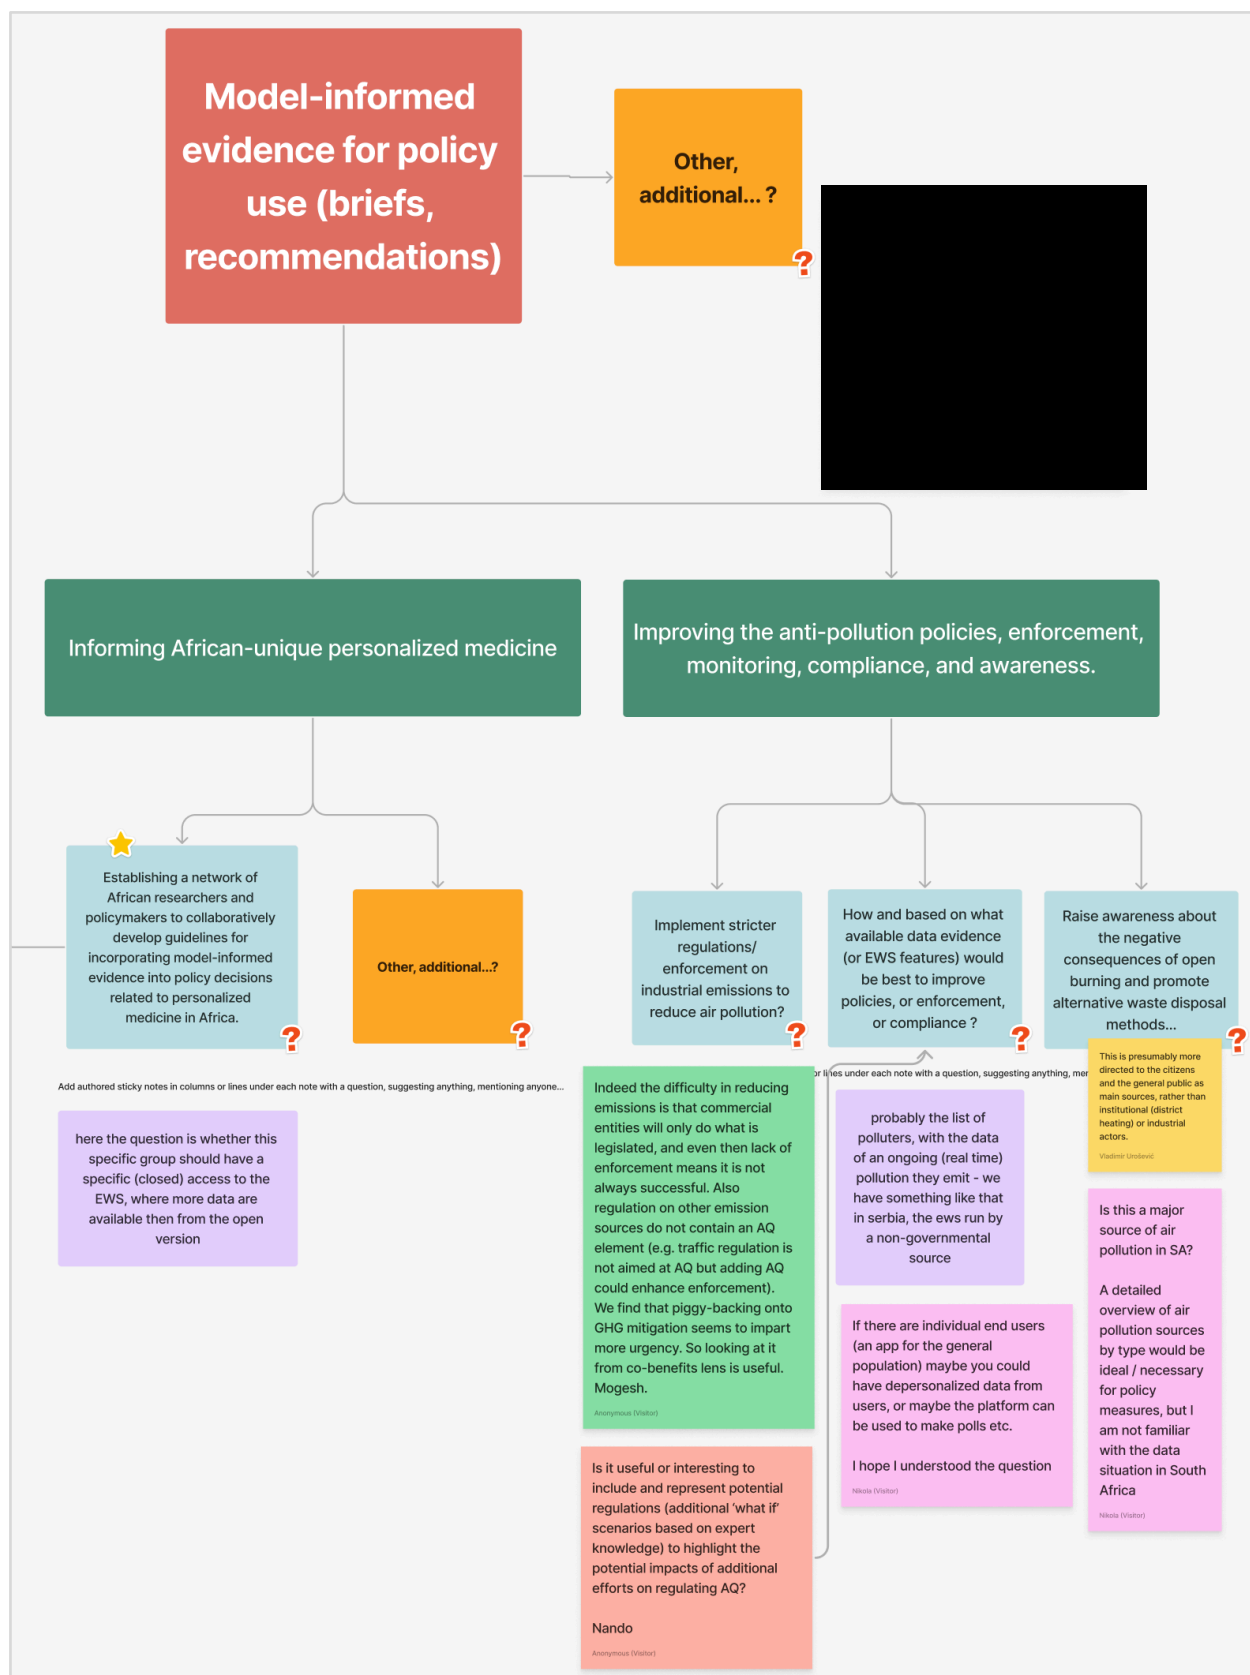 Model-informed
evidence for policy
use (briefs,
recommendations)
Other,
additional... ?
?
Informing African-unique personalized medicine
Improving the anti-pollution policies, enforcement,
monitoring, compliance, and awareness.
Establishing a network of
African researchers and
policymakers to collaboratively
develop guidelines for
incorporating model-informed
evidence into policy decisions
related to personalized
medicine in Africa.
?
Other, additional...?
?
Implement stricter
regulations/
enforcement on
industrial emissions to
reduce air pollution?
?
How and based on what
available data evidence
(or EWS features) would
be best to improve
policies, or enforcement,
or compliance ?
?
Raise awareness about
the negative
consequences of open
burning and promote
alternative waste disposal
methods...
?
Add authored sticky notes in columns or lines under each note with a question, suggesting anything, mentioning anyone...
or lines under each note with a question, suggesting anything,
here the question is whether this
specific group should have a
specific (closed) access to the
EWS, where more data are
available then from the open
version
Indeed the difficulty in reducing
emissions is that commercial
entities will only do what is
legislated, and even then lack of
enforcement means it is not
always successful. Also
regulation on other emission
sources do not contain an AQ
element (e.g. traffic regulation is
not aimed at AQ but adding AQ
could enhance enforcement).
We find that piggy-backing onto
GHG mitigation seems to impart
more urgency. So looking at it
from co-benefits lens is useful.
Mogesh.
Anonymous (Visitor)
Is it useful or interesting to
include and represent potential
regulations (additional ‘what if’
scenarios based on expert
knowledge) to highlight the
potential impacts of additional
efforts on regulating AQ?
Nando
Anonymous (Visitor)
probably the list of
polluters, with the data
of an ongoing (real time)
pollution they emit - we
have something like that
in serbia, the ews run by
a non-governmental
source
If there are individual end users
(an app for the general
population) maybe you could
have depersonalized data from
users, or maybe the platform can
be used to make polls etc.
I hope I understood the question
Nikola (Visitor)
This is presumably more
directed to the citizens
and the general public as
main sources, rather than
institutional (district
heating) or industrial
actors.
Vladimir Urošević
Is this a major
source of air
pollution in SA?
A detailed
overview of air
pollution sources
by type would be
ideal / necessary
for policy
measures, but I
am not familiar
with the data
situation in South
Africa
Nikola (Visitor)